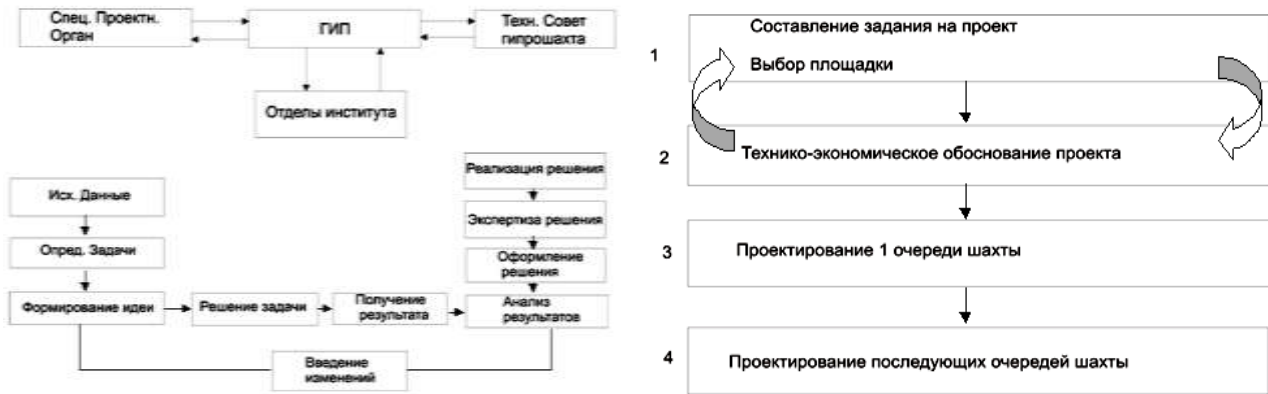 Спец. Проектн.
Орган
ГИП
Техн. Совет
гипрошахта
Отделы института
Исх. Данные
Опред. Задачи
Формирование идеи
Решение задачи
Получение
результата
Реализация решения
Экспертиза решения
Оформление
решения
Анализ
результатов
Введение
изменений
1
Составление задания на проект
Выбор площадки
2
Технико-экономическое обоснование проекта
3
Проектирование 1 очереди шахты
4
Проектирование последующих очередей шахты